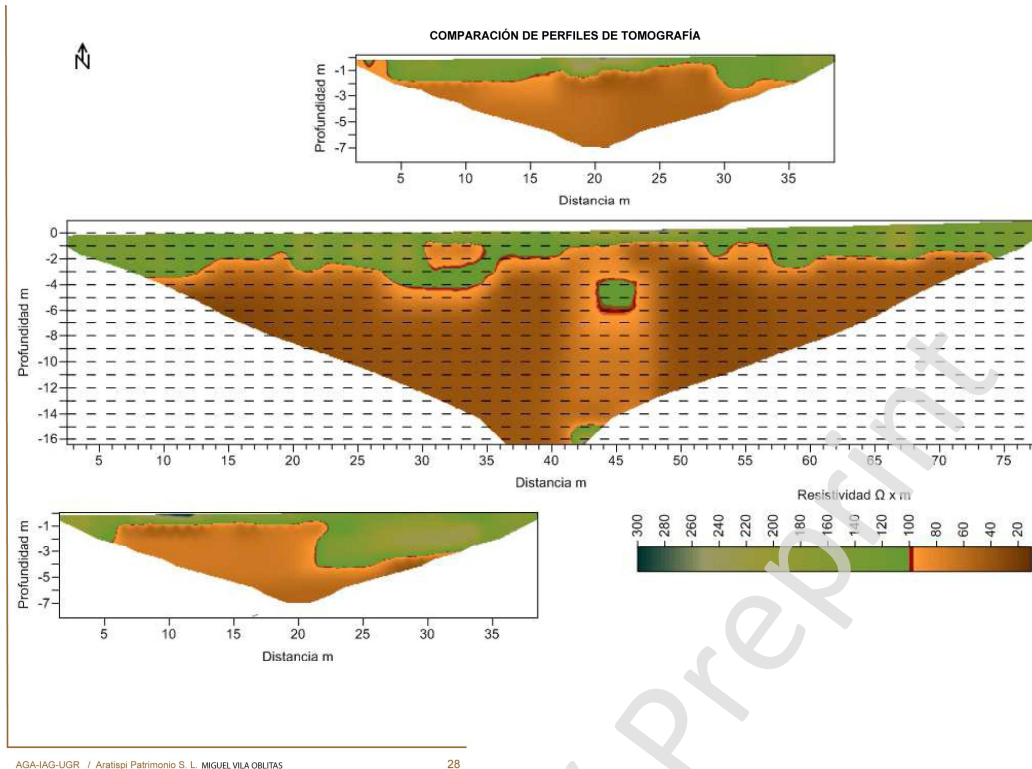 COMPARACIÓN DE PERFILES DE TOMOGRAFÍA
N
Profundidad m
-1
-3
-5
-7
5 10 15 20 25 30 35
Distancia m
Profundidad m
0
-2
-4
-6
-8
-10
-12
-14
-16
5 10 15 20 25 30 35 40 45 50 55 60 65 70 75
Distancia m
Resistividad Ω x m
300 280 260 240 220 200 180 160 140 120 100 80 60 40 20
Profundidad m
-1
-3
-5
-7
5 10 15 20 25 30 35
Distancia m
Preprint
AGA-IAG-UGR / Aratispi Patrimonio S. L. MIGUEL VILA OBLITAS 28